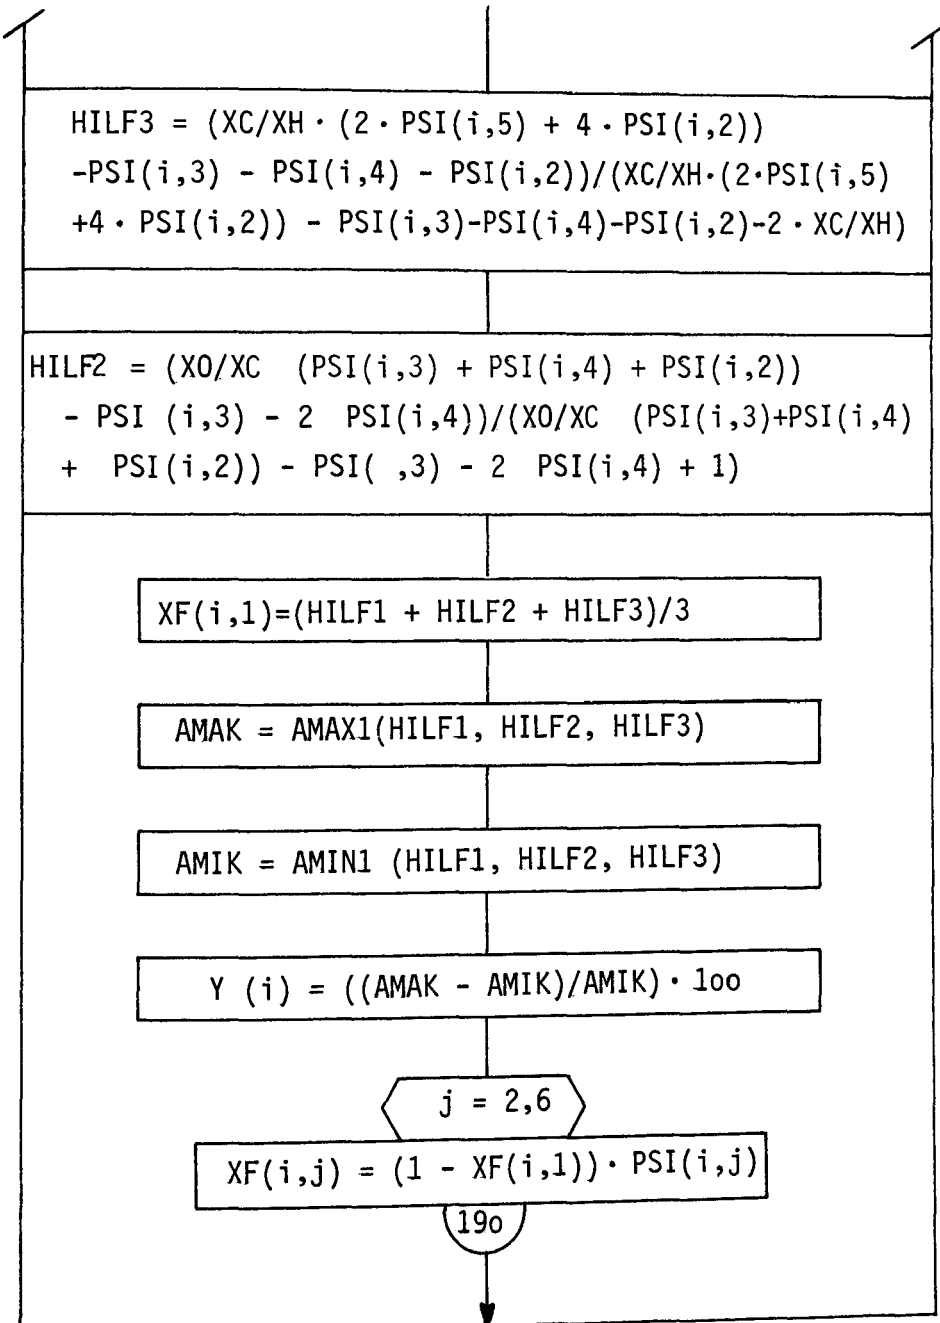 HILF3 = (XC/XH · (2 · PSI(i,5) + 4 · PSI(i,2))
-PSI(i,3) - PSI(i,4) - PSI(i,2))/(XC/XH·(2·PSI(i,5)
+4 · PSI(i,2)) - PSI(i,3)-PSI(i,4)-PSI(i,2)-2 · XC/XH)
HILF2 = (XO/XC (PSI(i,3) + PSI(i,4) + PSI(i,2))
- PSI (i,3) - 2 PSI(i,4))/(XO/XC (PSI(i,3)+PSI(i,4)
+ PSI(i,2)) - PSI( ,3) - 2 PSI(i,4) + 1)
XF(i,1)=(HILF1 + HILF2 + HILF3)/3
AMAK = AMAX1(HILF1, HILF2, HILF3)
AMIK = AMIN1 (HILF1, HILF2, HILF3)
Y (i) = ((AMAK - AMIK)/AMIK) · 1oo
j = 2,6
XF(i,j) = (1 - XF(i,1)) · PSI(i,j)
19o